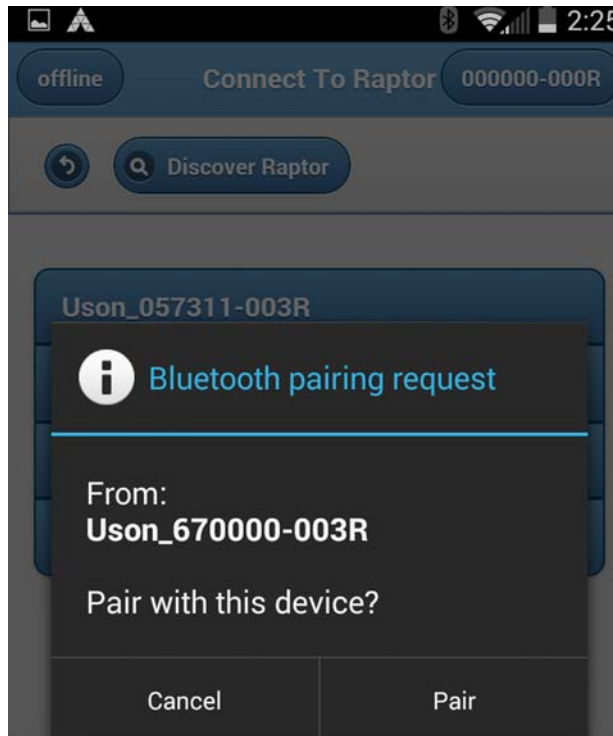 2:25
offline
Connect To Raptor
000000-000R
Discover Raptor
Uson_057311-003R
Bluetooth pairing request
From:
Uson_670000-003R
Pair with this device?
Cancel
Pair